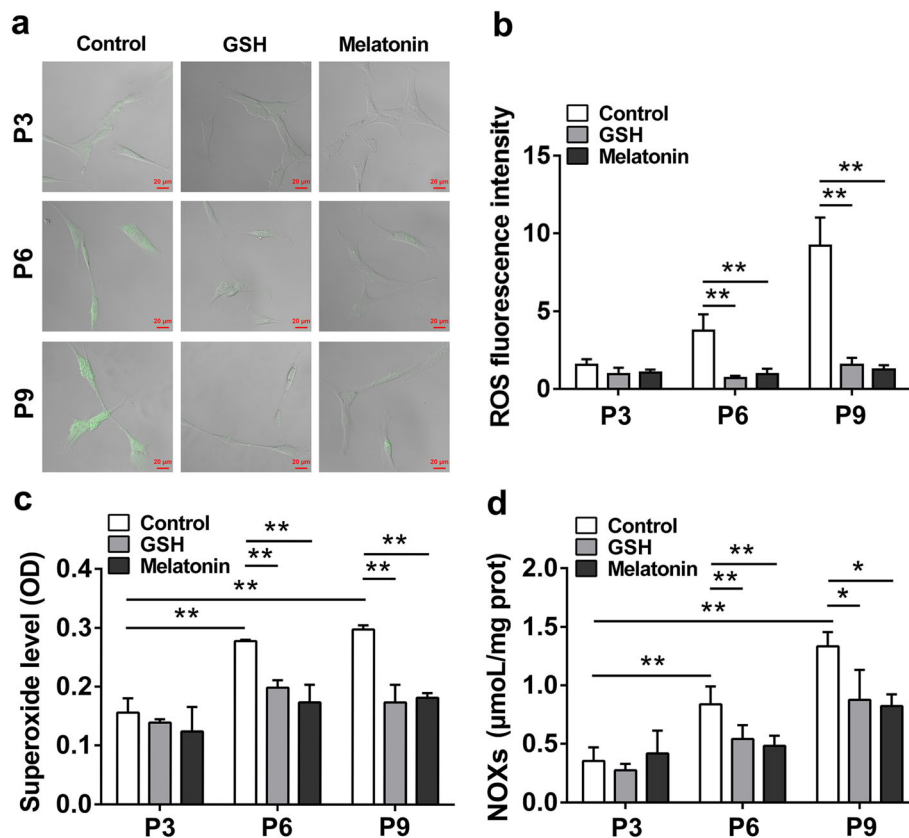 a
Control GSH Melatonin
P3
20 μm 20 μm 20 μm
P6
20 μm 20 μm 20 μm
P9
20 μm 20 μm 20 μm
b
ROS fluorescence intensity
Control
GSH
Melatonin
15
10
5
0
** **
** **
P3 P6 P9
c
Superoxide level (OD)
Control
GSH
Melatonin
0.4
0.3
0.2
0.1
0.0
** **
** **
**
**
P3 P6 P9
d
NOXs (μmoL/mg prot)
Control
GSH
Melatonin
2.0
1.5
1.0
0.5
0.0
** *
** *
**
**
P3 P6 P9